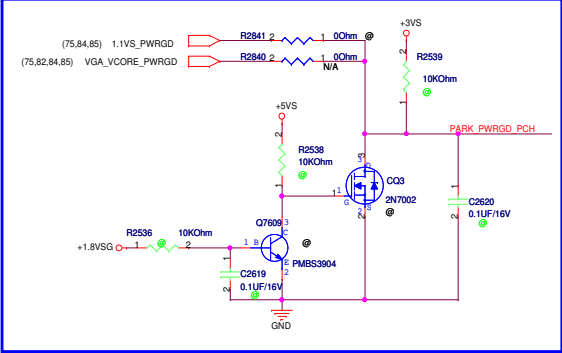 +3VS
(75,84,85) 1.1VS_PWRGD R2841 2 1 0Ohm @
(75,82,84,85) VGA_VCORE_PWRGD R2840 2 1 0Ohm
N/A
2 R2539
10KOhm
1 @
+5VS
PARK_PWRGD_PCH
2 R2538
10KOhm
1 @
3 D
CQ3
1 1 G
2N7002
2 S @
1 C2620
0.1UF/16V
2 @
Q7609 3
C @
R2536 10KOhm
+1.8VSG 1 @ 2 1 B
E PMBS3904
2
1 C2619
0.1UF/16V
2 @
GND